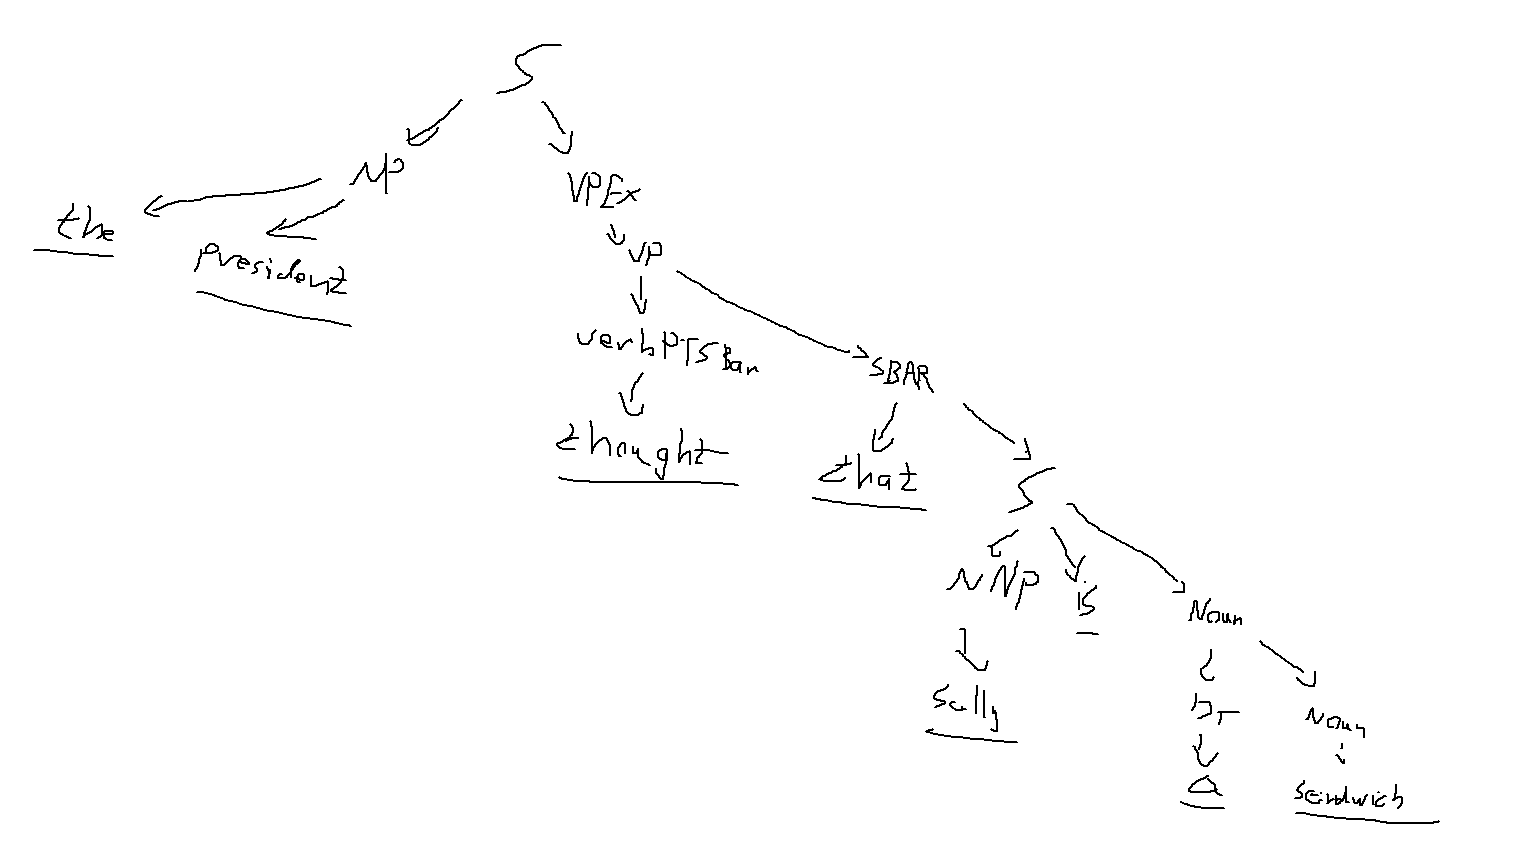 S
NP
VPEx
the
president
VP
verbPTSBar
SBAR
thought
that
S
NNP
is
Noun
Sally
DT
Noun
a
sandwich